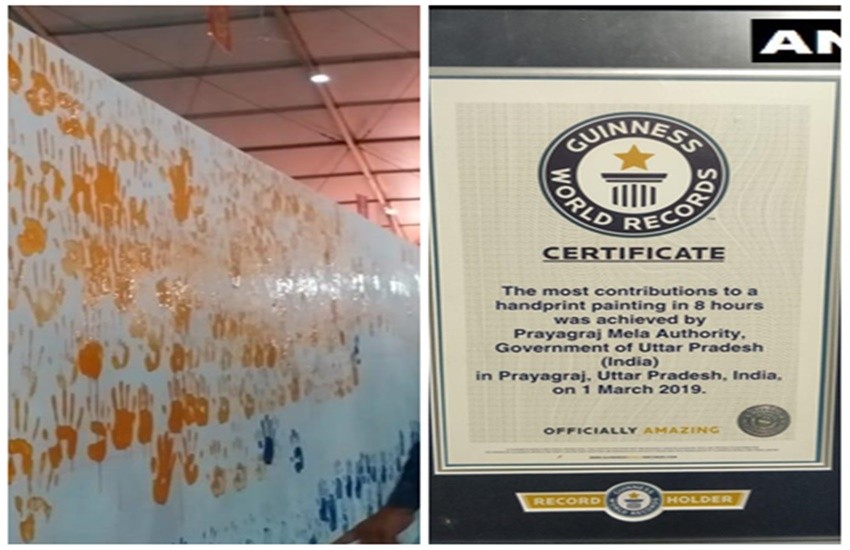 AN
GUINNESS
WORLD RECORDS
CERTIFICATE
The most contributions to a
handprint painting in 8 hours
was achieved by
Prayagraj Mela Authority,
Government of Uttar Pradesh
(India)
in Prayagraj, Uttar Pradesh, India,
on 1 March 2019.
OFFICIALLY AMAZING
RECORD HOLDER